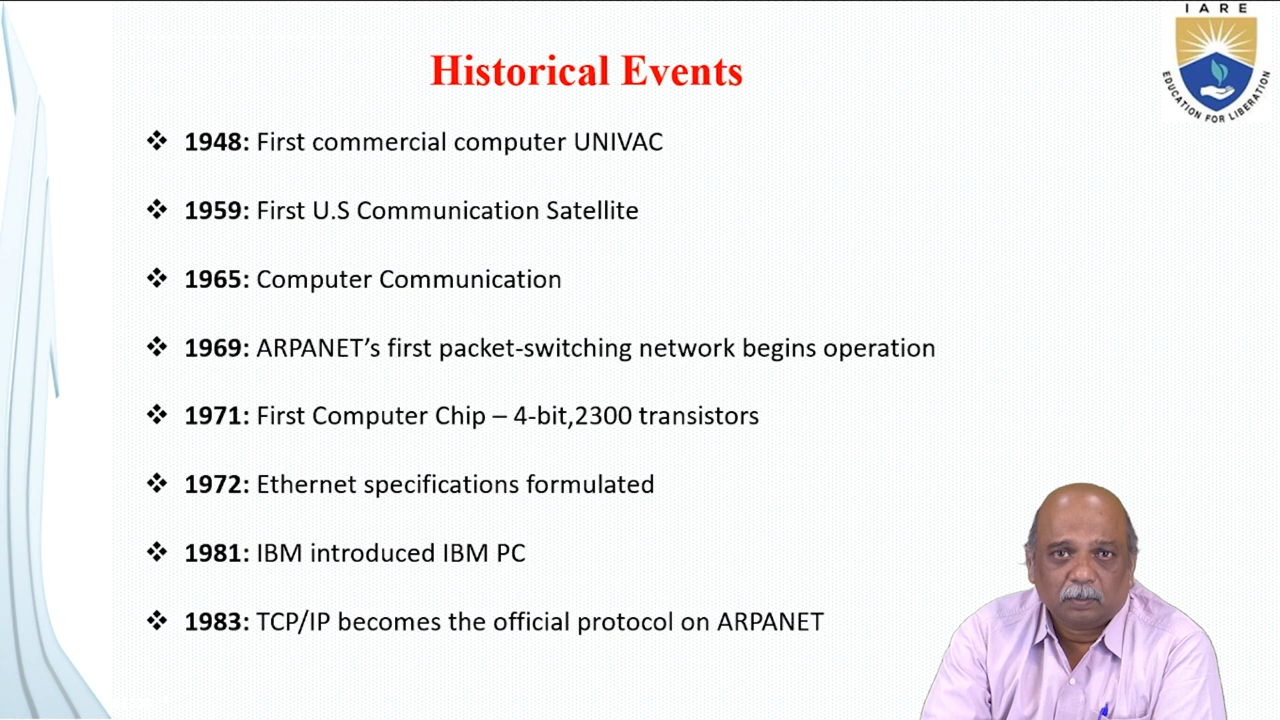 IARE
EDUCATION FOR LIBERATION
Historical Events
❖ 1948: First commercial computer UNIVAC
❖ 1959: First U.S Communication Satellite
❖ 1965: Computer Communication
❖ 1969: ARPANET’s first packet-switching network begins operation
❖ 1971: First Computer Chip – 4-bit,2300 transistors
❖ 1972: Ethernet specifications formulated
❖ 1981: IBM introduced IBM PC
❖ 1983: TCP/IP becomes the official protocol on ARPANET